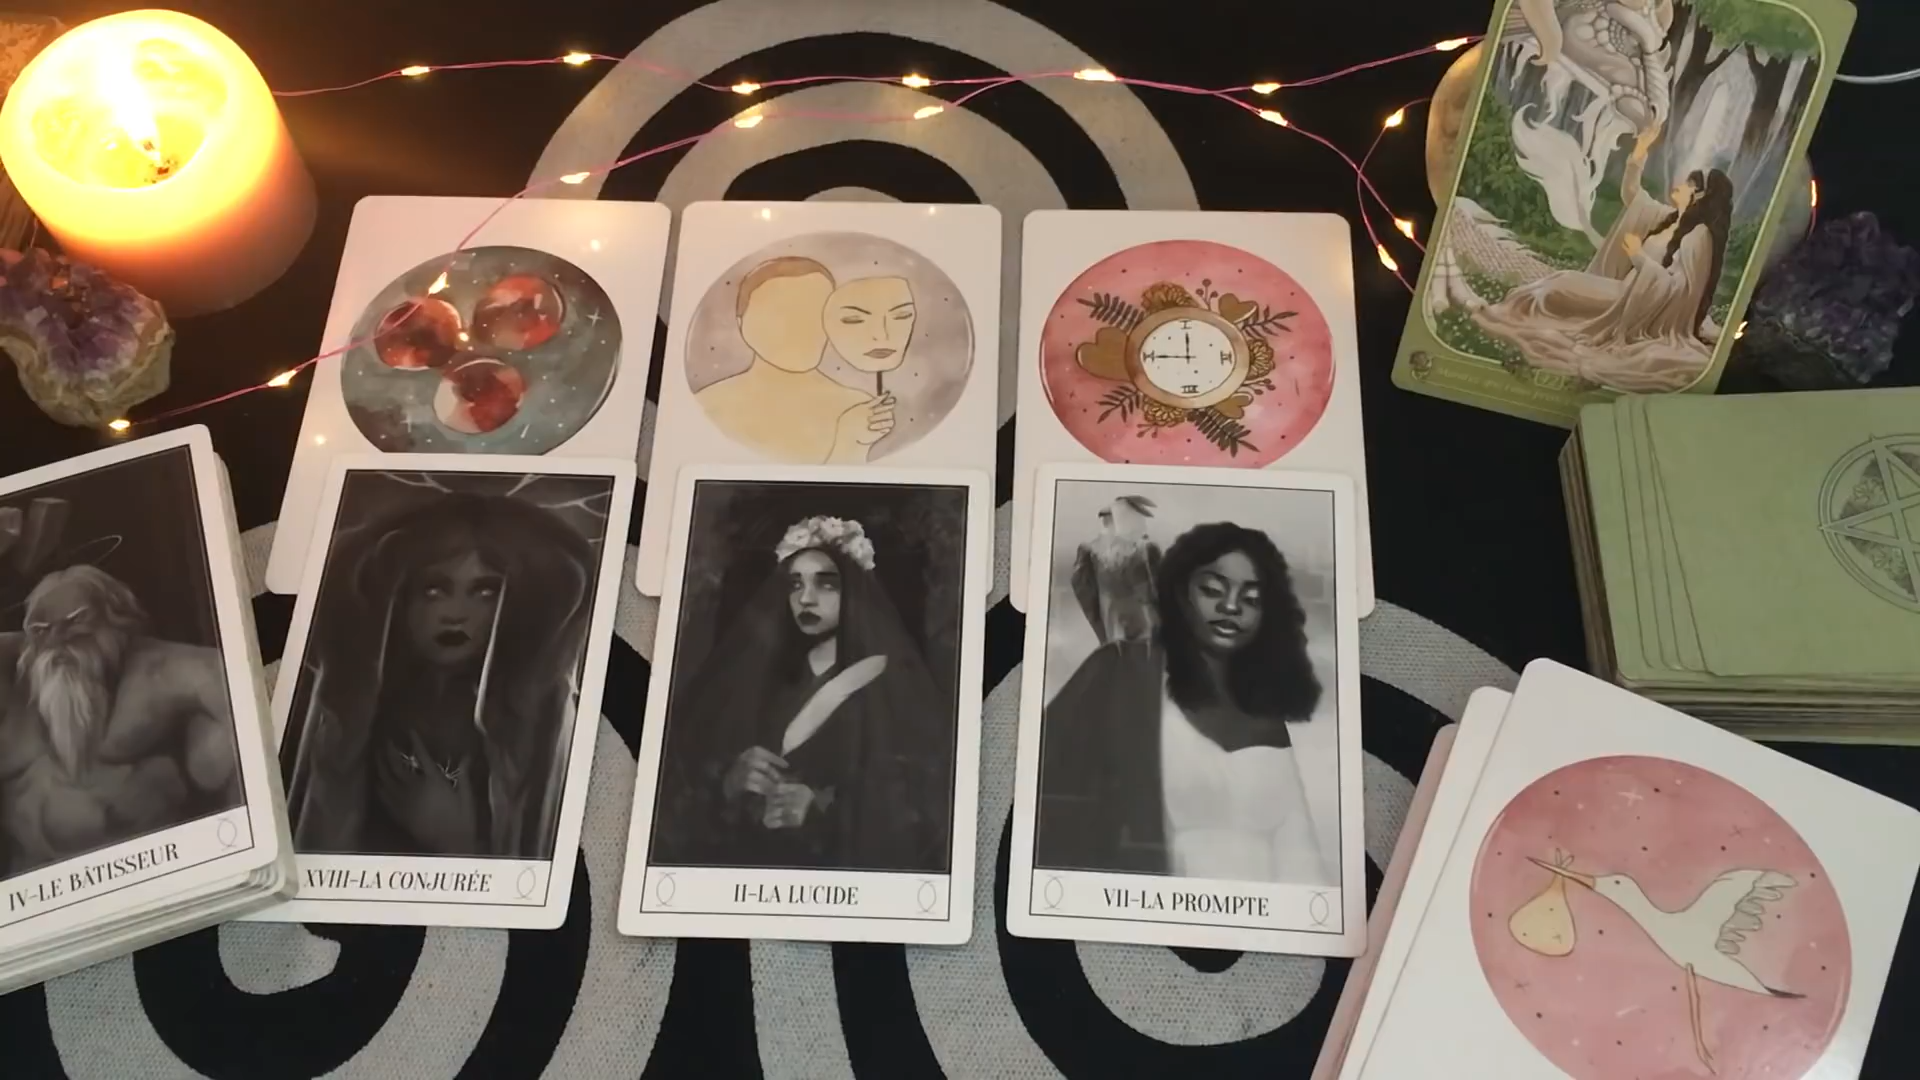 IV-LE BÂTISSEUR
XVIII-LA CONJURÉE
II-LA LUCIDE
VII-LA PROMPTE